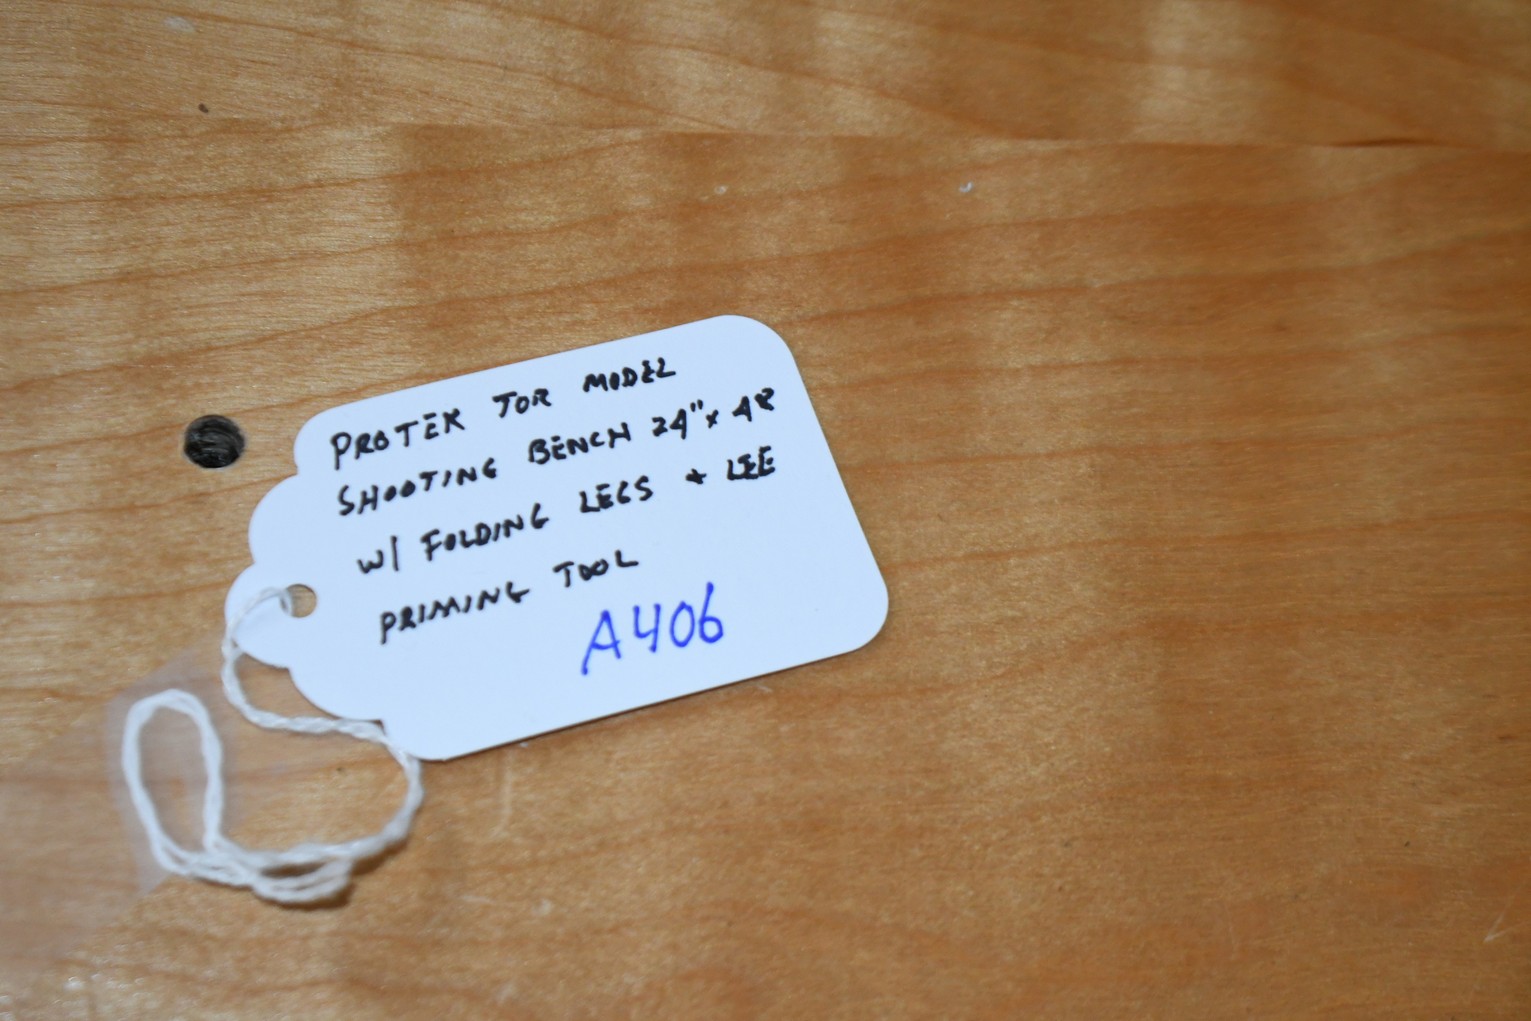 PROTEK TOR MODEL
SHOOTING BENCH 24" x 48
W/ FOLDING LEGS + LEE
PRIMING TOOL
A406